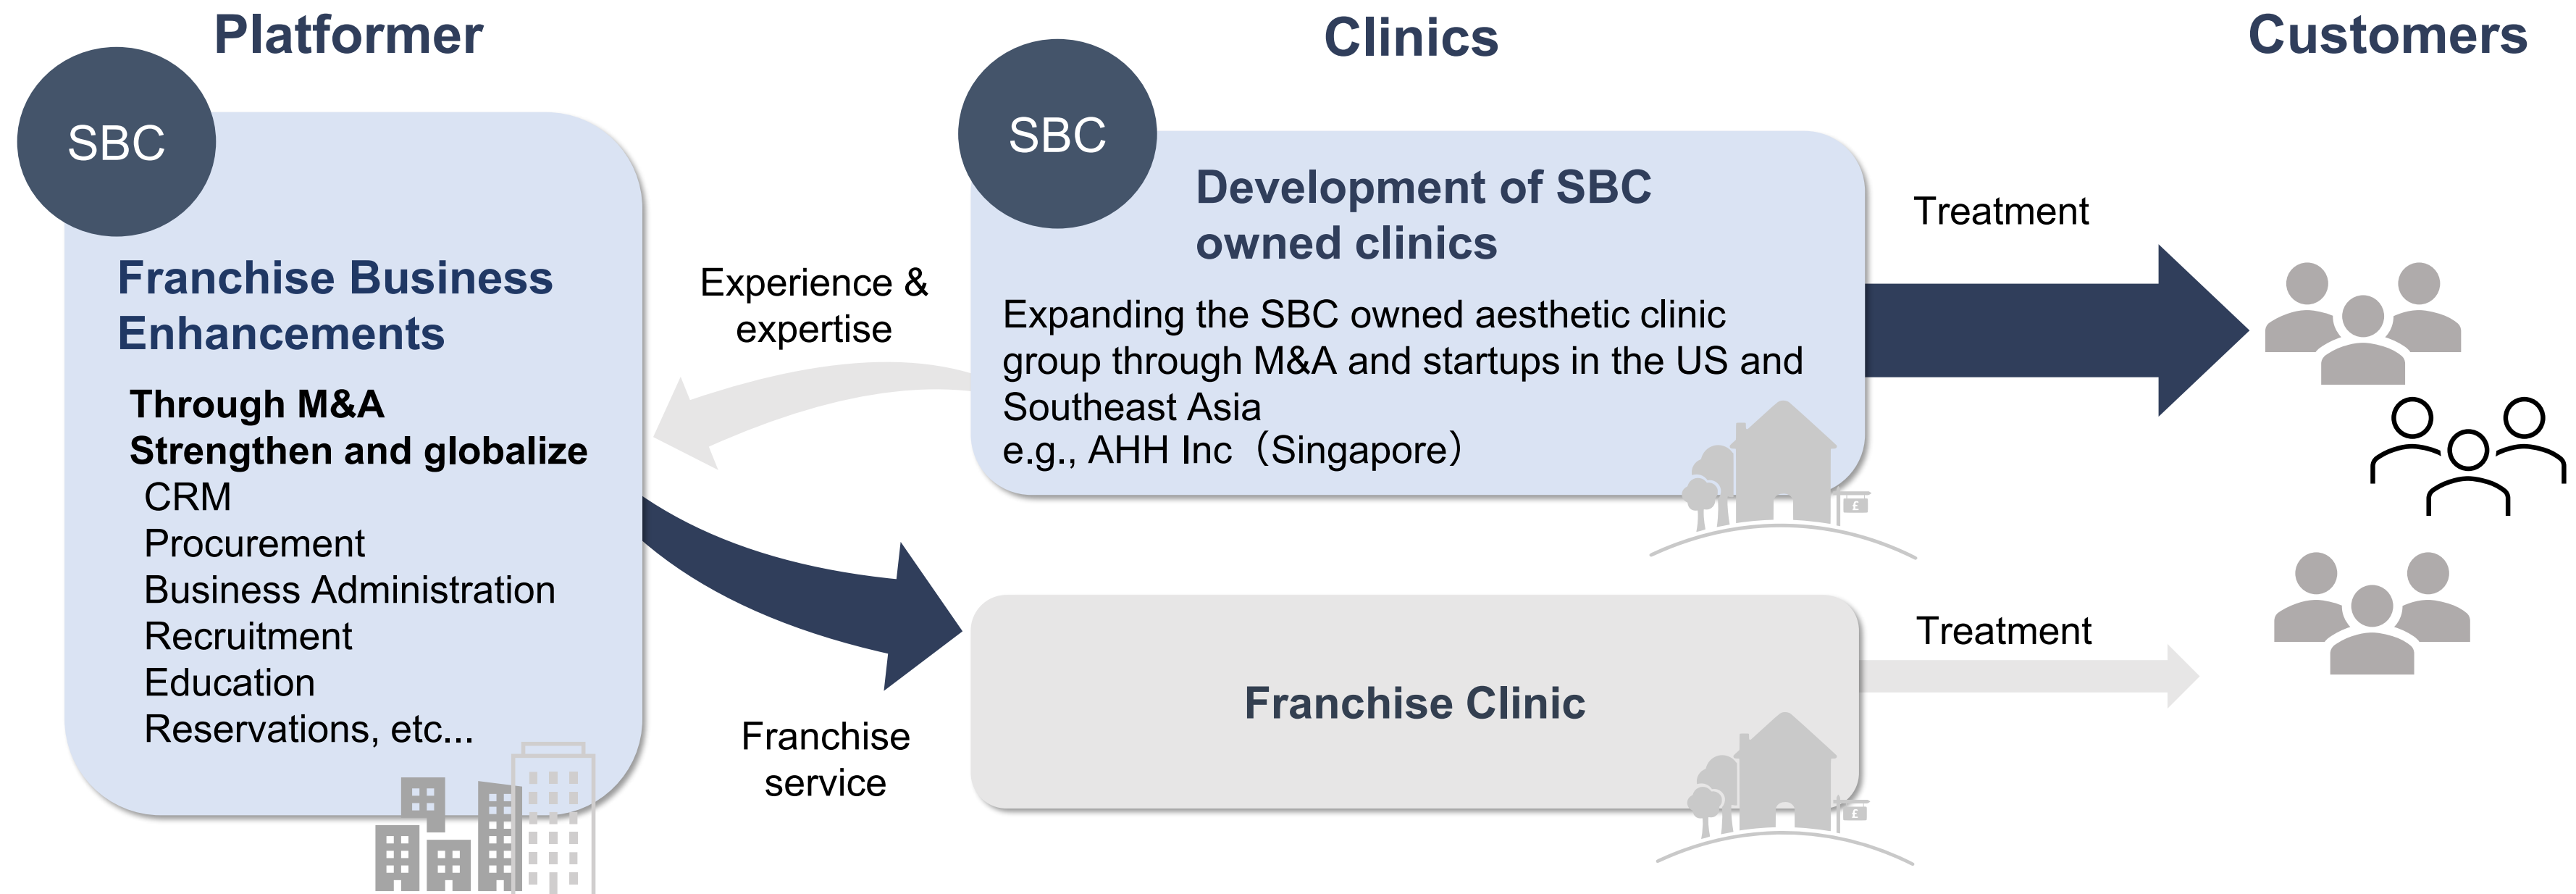 Platformer
Clinics
Customers
SBC
Franchise Business
Enhancements
Through M&A
Strengthen and globalize
CRM
Procurement
Business Administration
Recruitment
Education
Reservations, etc...
Experience &
expertise
Franchise
service
SBC
Development of SBC
owned clinics
Expanding the SBC owned aesthetic clinic
group through M&A and startups in the US and
Southeast Asia
e.g., AHH Inc（Singapore）
£
Franchise Clinic
£
Treatment
Treatment